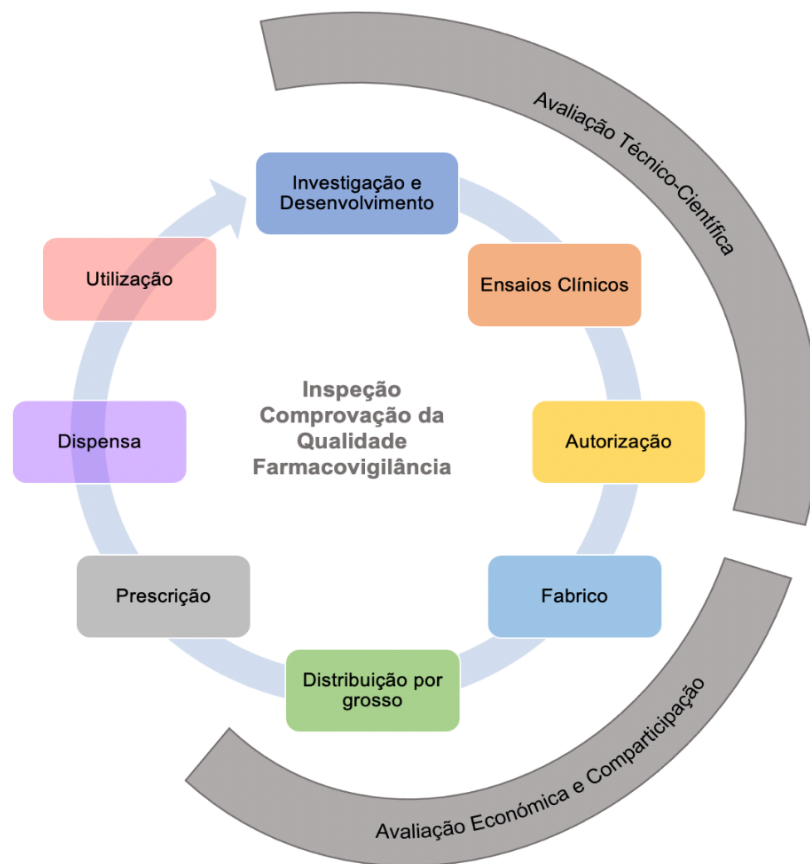 Avaliação Técnico-Científica
Investigação e
Desenvolvimento
Ensaios Clínicos
Utilização
Inspeção
Comprovação da
Qualidade
Farmacovigilância
Dispensa
Autorização
Prescrição
Fabrico
Distribuição por
grosso
Avaliação Económica e Comparticipação